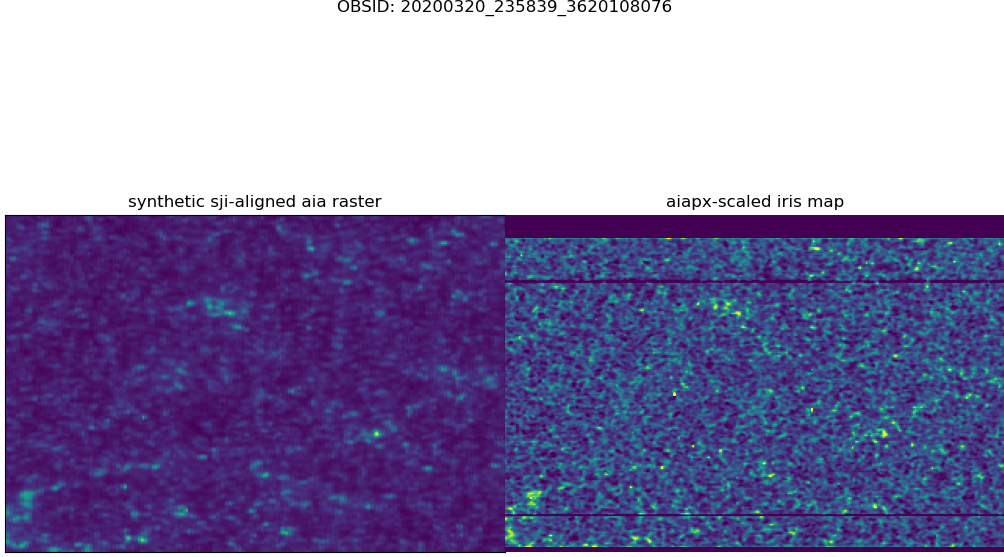 OBSID: 20200320_235839_3620108076
synthetic sji-aligned aia raster
aiapx-scaled iris map